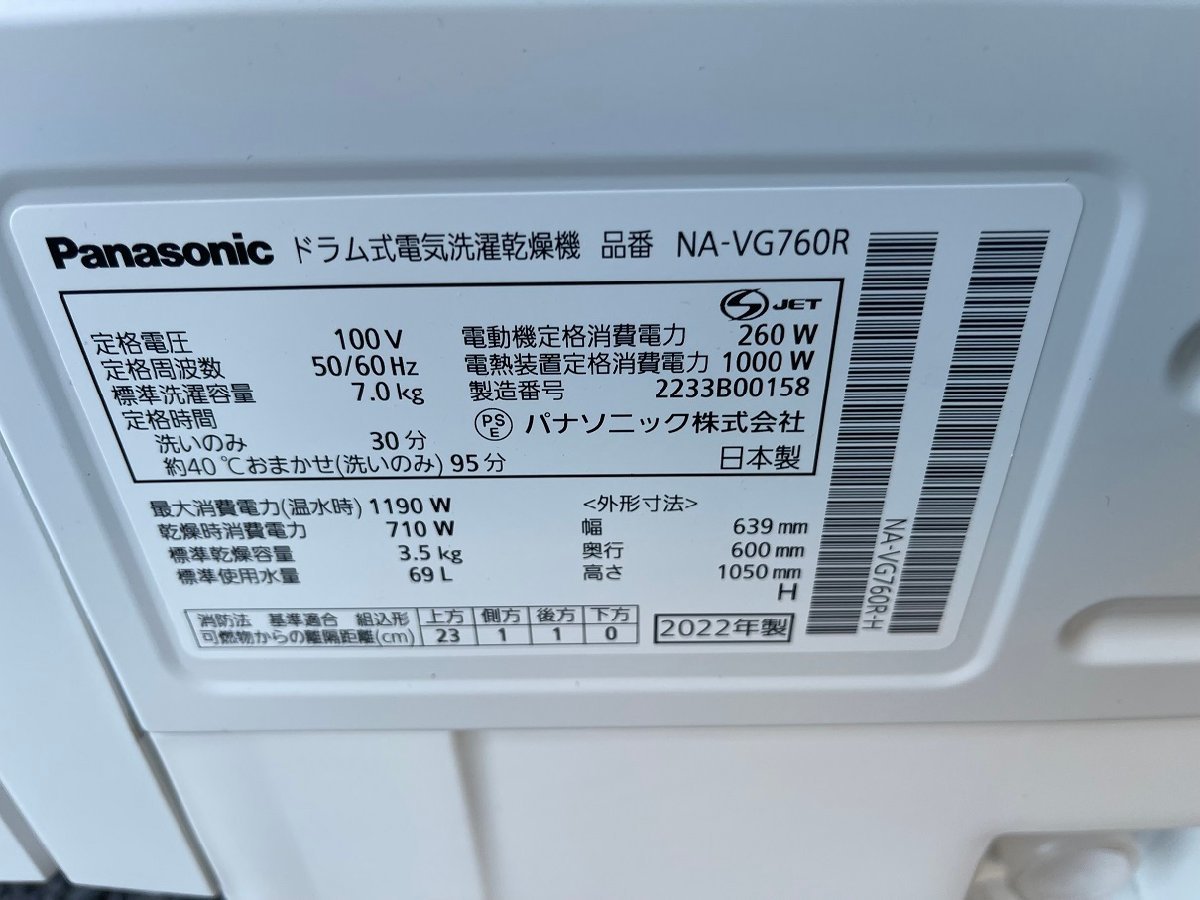 Panasonic ドラム式電気洗濯乾燥機 品番 NA-VG760R
JET
定格電圧 100 V
定格周波数 50/60 Hz
標準洗濯容量 7.0 kg
定格時間
洗いのみ 30 分
約40 ℃おまかせ(洗いのみ) 95 分
電動機定格消費電力 260 W
電熱装置定格消費電力 1000 W
製造番号 2233B00158
PSE パナソニック株式会社
日本製
最大消費電力(温水時) 1190 W
乾燥時消費電力 710 W
標準乾燥容量 3.5 kg
標準使用水量 69 L
<外形寸法>
幅 639 mm
奥行 600 mm
高さ 1050 mm
H
消防法 基準適合 組込形 上方 側方 後方 下方
可燃物からの離隔距離(cm) 23 1 1 0
2022年製
NA-VG760R-H